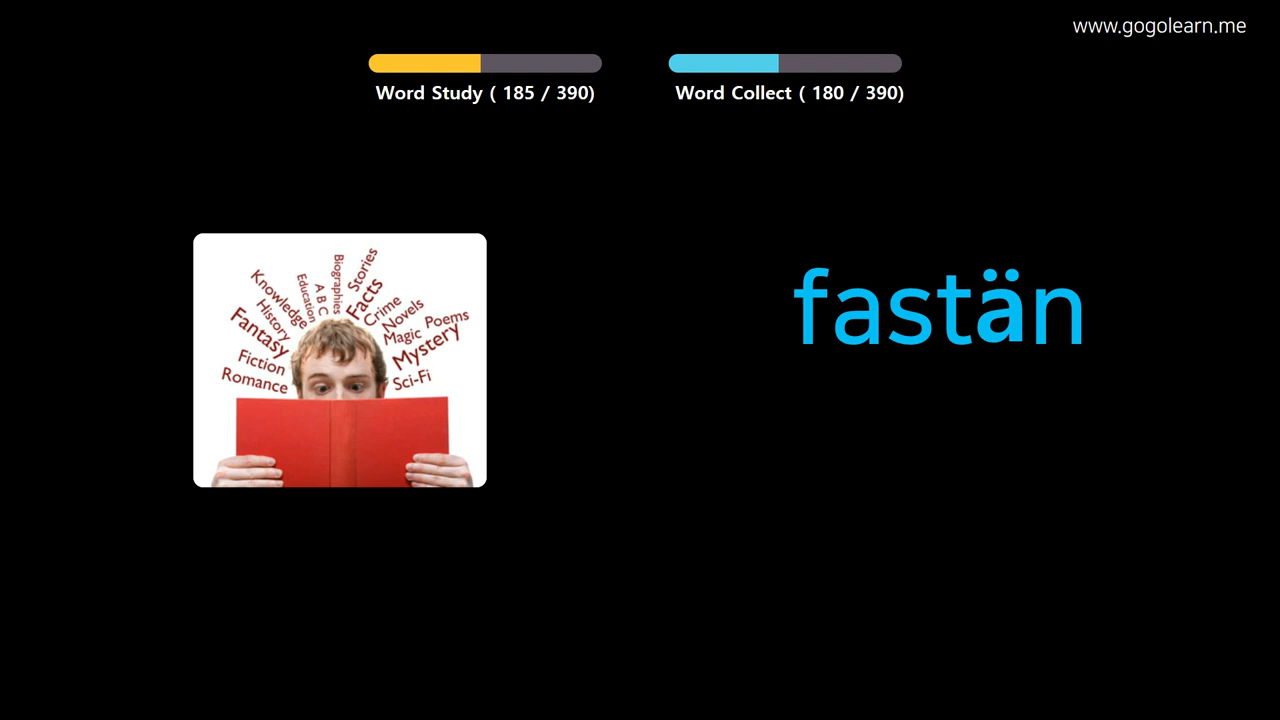 www.gogolearn.me
Word Study ( 185 / 390)
Word Collect ( 180 / 390)
fastän
Knowledge
History
Fantasy
Fiction
Romance
Education
A B C
Biographies
Stories
Facts
Crime
Novels
Magic
Poems
Mystery
Sci-Fi